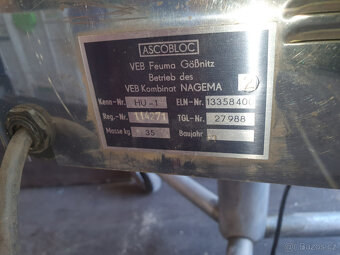 ASCOBLOC
VEB Feuma Gößnitz
Betrieb des
VEB Kombinat NAGEMA
Kenn-Nr. HU-1 ELN-Nr. 13358400
Reg.-Nr. 114271 TGL-Nr. 27988
Masse kg 35 Baujahr